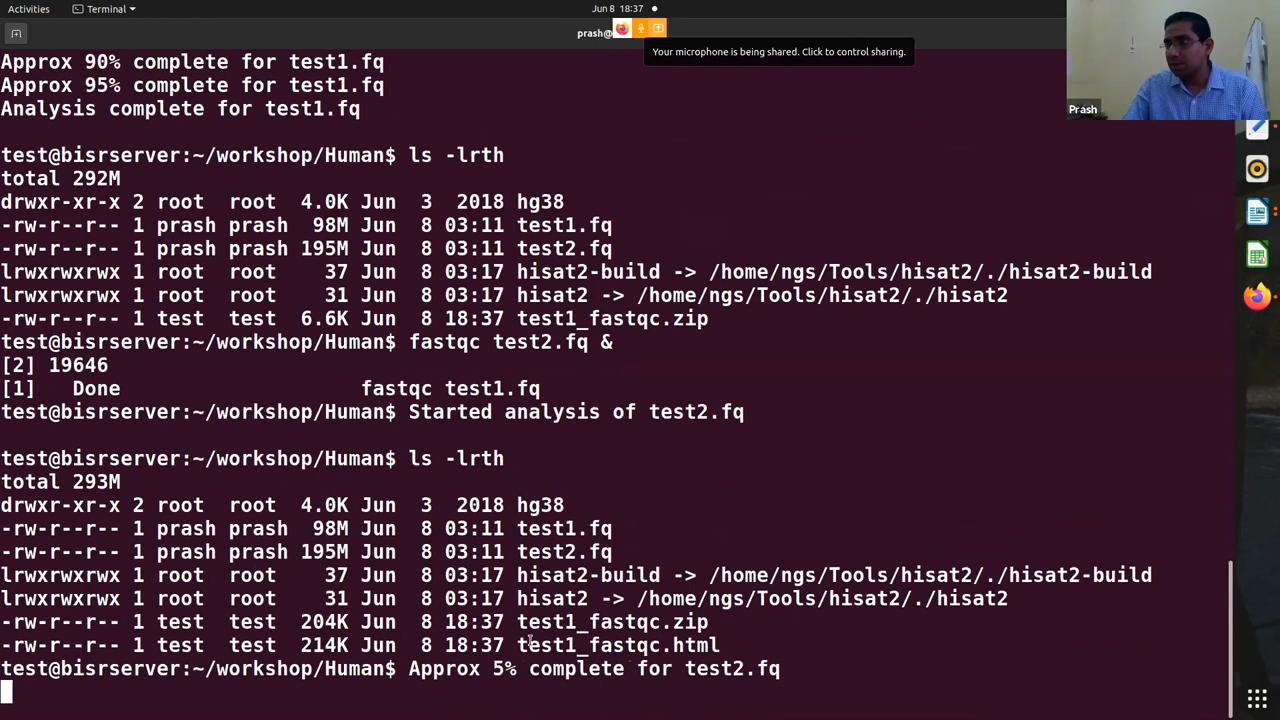 Activities Terminal Jun 8 18:37
prash@
Your microphone is being shared. Click to control sharing.
Prash
Approx 90% complete for test1.fq
Approx 95% complete for test1.fq
Analysis complete for test1.fq
test@bisrserver:~/workshop/Human$ ls -lrth
total 292M
drwxr-xr-x 2 root root 4.0K Jun 3 2018 hg38
-rw-r--r-- 1 prash prash 98M Jun 8 03:11 test1.fq
-rw-r--r-- 1 prash prash 195M Jun 8 03:11 test2.fq
lrwxrwxrwx 1 root root 37 Jun 8 03:17 hisat2-build -> /home/ngs/Tools/hisat2/./hisat2-build
lrwxrwxrwx 1 root root 31 Jun 8 03:17 hisat2 -> /home/ngs/Tools/hisat2/./hisat2
-rw-r--r-- 1 test test 6.6K Jun 8 18:37 test1_fastqc.zip
test@bisrserver:~/workshop/Human$ fastqc test2.fq &
[2] 19646
[1] Done fastqc test1.fq
test@bisrserver:~/workshop/Human$ Started analysis of test2.fq
test@bisrserver:~/workshop/Human$ ls -lrth
total 293M
drwxr-xr-x 2 root root 4.0K Jun 3 2018 hg38
-rw-r--r-- 1 prash prash 98M Jun 8 03:11 test1.fq
-rw-r--r-- 1 prash prash 195M Jun 8 03:11 test2.fq
lrwxrwxrwx 1 root root 37 Jun 8 03:17 hisat2-build -> /home/ngs/Tools/hisat2/./hisat2-build
lrwxrwxrwx 1 root root 31 Jun 8 03:17 hisat2 -> /home/ngs/Tools/hisat2/./hisat2
-rw-r--r-- 1 test test 204K Jun 8 18:37 test1_fastqc.zip
-rw-r--r-- 1 test test 214K Jun 8 18:37 test1_fastqc.html
test@bisrserver:~/workshop/Human$ Approx 5% complete for test2.fq